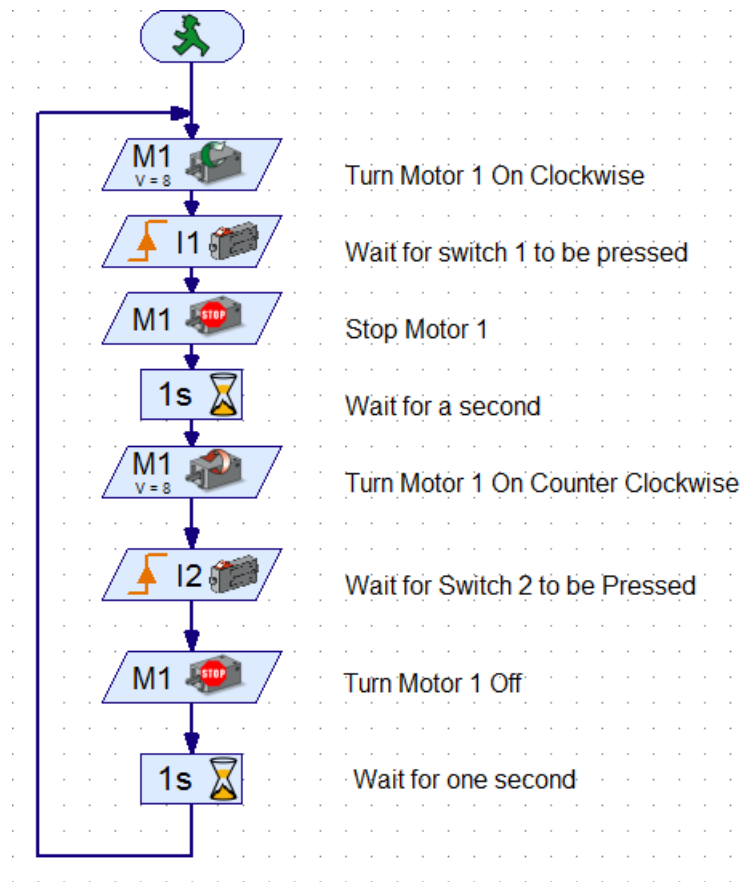 M1
V = 8
Turn Motor 1 On Clockwise
I1
Wait for switch 1 to be pressed
M1 STOP
Stop Motor 1
1s
Wait for a second
M1
V = 8
Turn Motor 1 On Counter Clockwise
I2
Wait for Switch 2 to be Pressed
M1 STOP
Turn Motor 1 Off
1s
Wait for one second